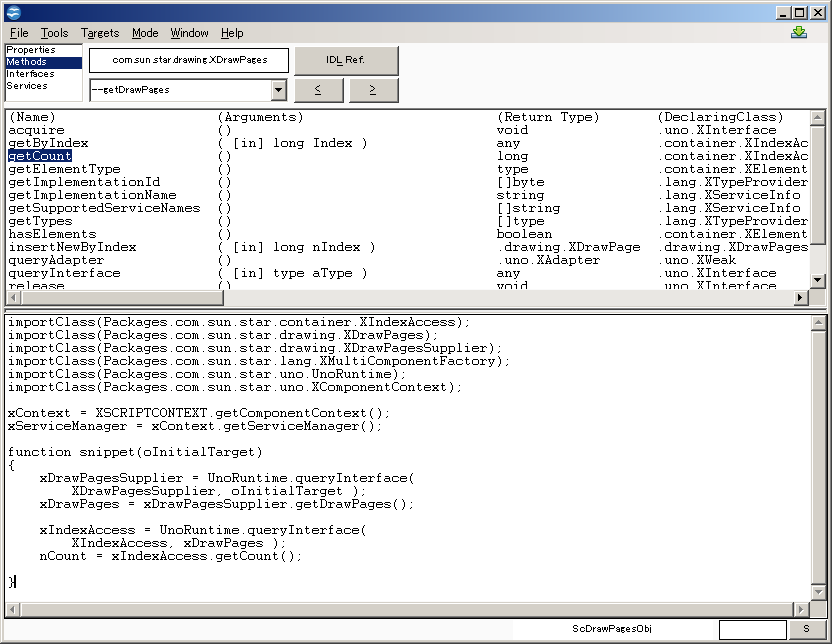 File Tools Targets Mode Window Help
Properties
Methods
Interfaces
Services
com.sun.star.drawing.XDrawPages
IDL Ref.
--getDrawPages
< >
(Name) (Arguments) (Return Type) (DeclaringClass)
acquire () void .uno.XInterface
getByIndex ( [in] long Index ) any .container.XIndexAc
getCount () long .container.XIndexAc
getElementType () type .container.XElement
getImplementationId () []byte .lang.XTypeProvider
getImplementationName () string .lang.XServiceInfo
getSupportedServiceNames () []string .lang.XServiceInfo
getTypes () []type .lang.XTypeProvider
hasElements () boolean .container.XElement
insertNewByIndex ( [in] long nIndex ) .drawing.XDrawPage .drawing.XDrawPages
queryAdapter () .uno.XAdapter .uno.XWeak
queryInterface ( [in] type aType ) any .uno.XInterface
release () void .uno.XInterface
importClass(Packages.com.sun.star.container.XIndexAccess);
importClass(Packages.com.sun.star.drawing.XDrawPages);
importClass(Packages.com.sun.star.drawing.XDrawPagesSupplier);
importClass(Packages.com.sun.star.lang.XMultiComponentFactory);
importClass(Packages.com.sun.star.uno.UnoRuntime);
importClass(Packages.com.sun.star.uno.XComponentContext);
xContext = XSCRIPTCONTEXT.getComponentContext();
xServiceManager = xContext.getServiceManager();
function snippet(oInitialTarget)
{
xDrawPagesSupplier = UnoRuntime.queryInterface(
XDrawPagesSupplier, oInitialTarget );
xDrawPages = xDrawPagesSupplier.getDrawPages();
xIndexAccess = UnoRuntime.queryInterface(
XIndexAccess, xDrawPages );
nCount = xIndexAccess.getCount();
}
ScDrawPagesObj S